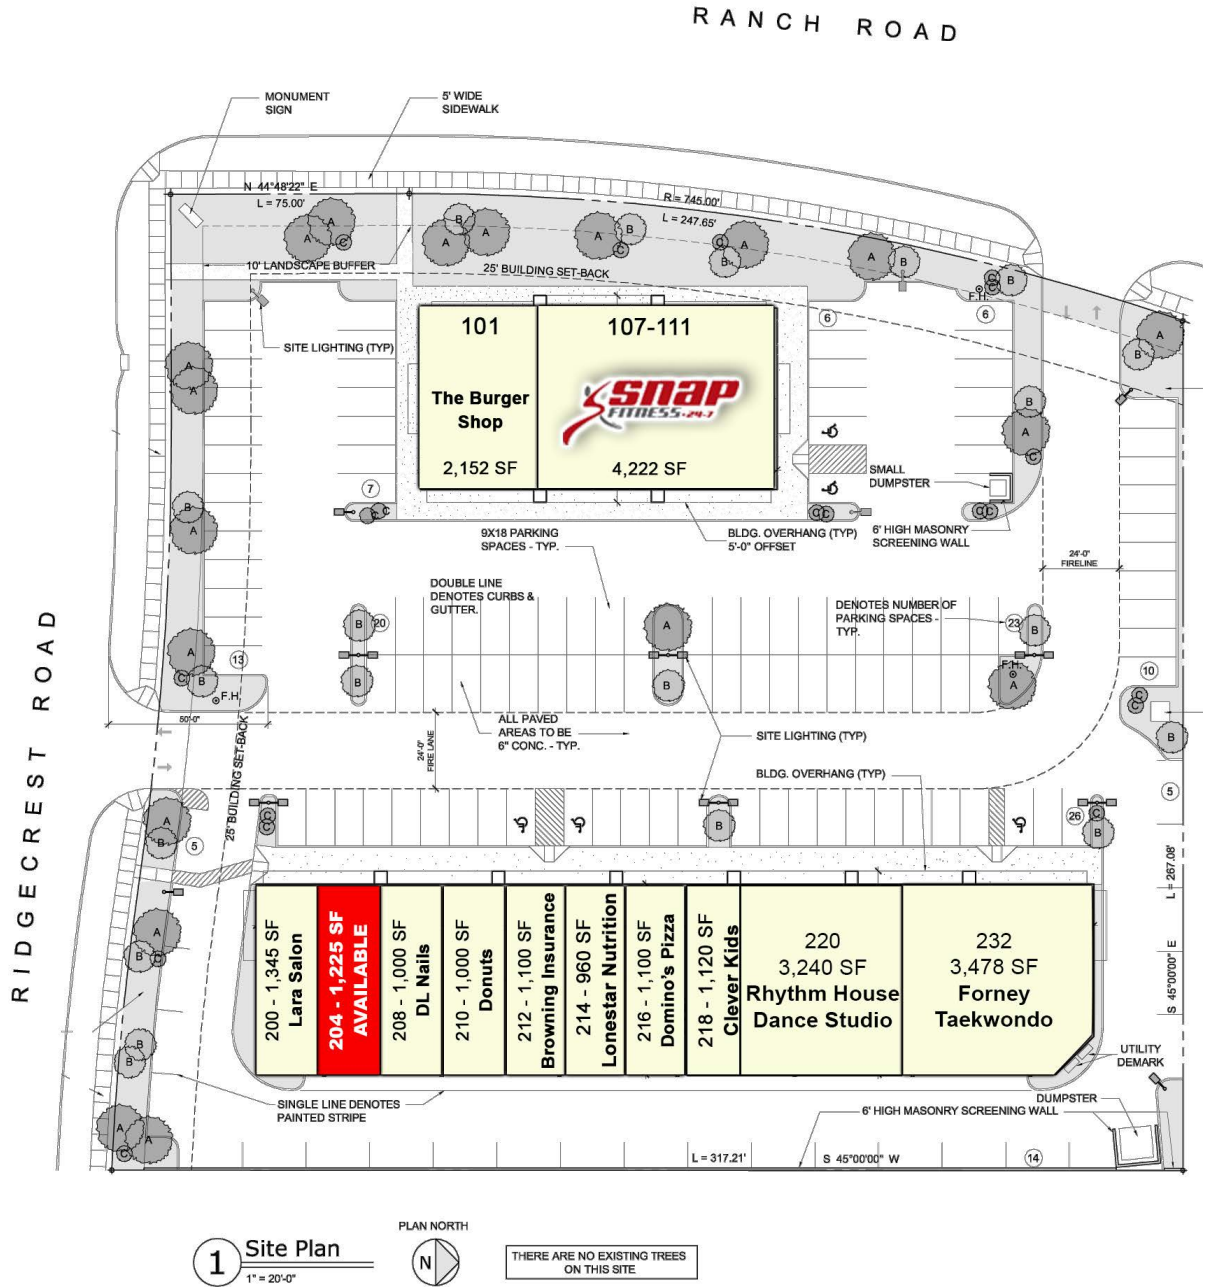 RANCH ROAD
MONUMENT
SIGN
5' WIDE
SIDEWALK
N 44°48'22" E
L = 75.00'
R = 745.00'
L = 247.65'
A
A
C
B
A
A
A
B
C
C
A
B
A
B
C
C
B
10' LANDSCAPE BUFFER
25' BUILDING SET-BACK
F.H.
6
6
SITE LIGHTING (TYP)
101
The Burger
Shop
2,152 SF
107-111
snap
FITNESS-24-7
4,222 SF
A
B
A
A
B
A
C
SMALL
DUMPSTER
7
C
C
C
C
C
C
B
A
9X18 PARKING
SPACES - TYP.
BLDG. OVERHANG (TYP)
5'-0" OFFSET
6' HIGH MASONRY
SCREENING WALL
24'-0"
FIRELINE
DOUBLE LINE
DENOTES CURBS &
GUTTER.
DENOTES NUMBER OF
PARKING SPACES -
TYP.
B
20
A
23
B
A
13
C
B
F.H.
B
B
F.H.
A
10
C
C
B
50'-0"
RIDGECREST ROAD
25' BUILDING SET-BACK
24'-0"
FIRE LANE
ALL PAVED
AREAS TO BE
6" CONC. - TYP.
SITE LIGHTING (TYP)
BLDG. OVERHANG (TYP)
5
A
B
5
C
C
B
26
C
B
L = 267.08'
S 45°00'00" E
200 - 1,345 SF
Lara Salon
204 - 1,225 SF
AVAILABLE
208 - 1,000 SF
DL Nails
210 - 1,000 SF
Donuts
212 - 1,100 SF
Browning Insurance
214 - 960 SF
Lonestar Nutrition
216 - 1,100 SF
Domino's Pizza
218 - 1,120 SF
Clever Kids
220
3,240 SF
Rhythm House
Dance Studio
232
3,478 SF
Forney
Taekwondo
A
B
C
B
B
A
A
C
UTILITY
DEMARK
SINGLE LINE DENOTES
PAINTED STRIPE
DUMPSTER
6' HIGH MASONRY SCREENING WALL
L = 317.21'
S 45°00'00" W
14
PLAN NORTH
1
Site Plan
1" = 20'-0"
N
THERE ARE NO EXISTING TREES
ON THIS SITE